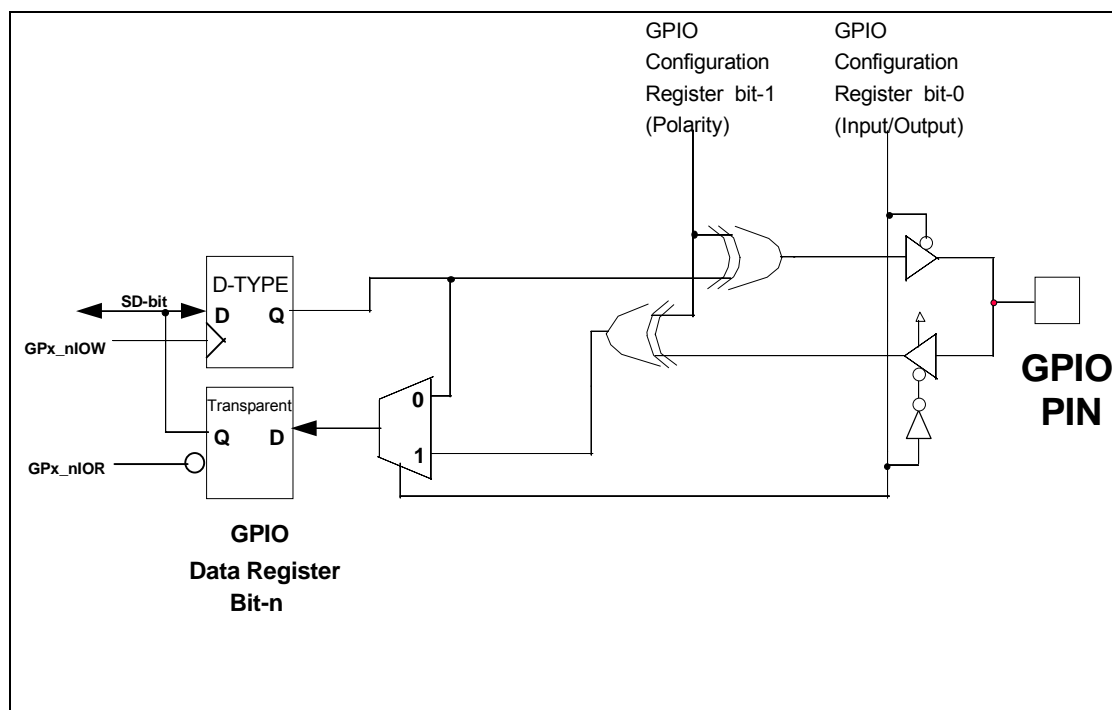 GPIO
Configuration
Register bit-1
(Polarity)
GPIO
Configuration
Register bit-0
(Input/Output)
D-TYPE
SD-bit
D Q
GPx_nIOW
Transparent
Q D
GPx_nIOR
0
1
GPIO
PIN
GPIO
Data Register
Bit-n